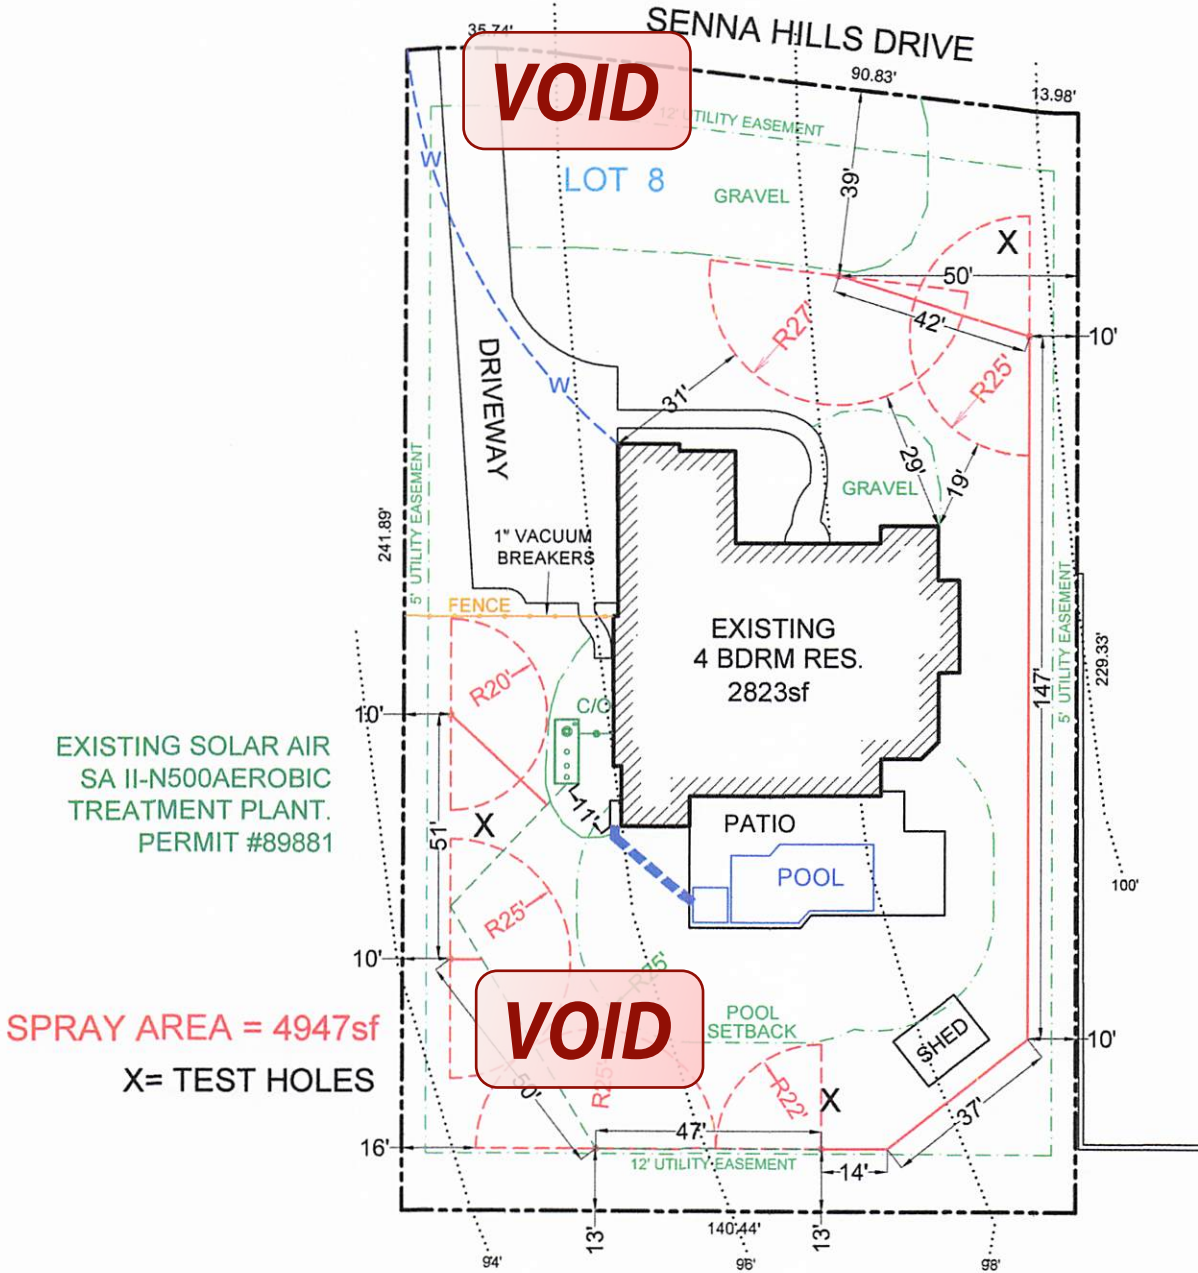 SENNA HILLS DRIVE
35.74'
VOID
90.83'
13.98'
12' UTILITY EASEMENT
W
LOT 8
GRAVEL
39'
X
50'
42'
10'
R27'
R25'
31'
DRIVEWAY
W
29'
19'
GRAVEL
5' UTILITY EASEMENT
241.89'
1" VACUUM
BREAKERS
FENCE
EXISTING
4 BDRM RES.
2823sf
5' UTILITY EASEMENT
229.33'
147'
R20'
C/O
10'
EXISTING SOLAR AIR
SA II-N500AEROBIC
TREATMENT PLANT.
PERMIT #89881
11'
X
51'
PATIO
POOL
100'
R25'
10'
R25'
VOID
POOL
SETBACK
SHED
10'
SPRAY AREA = 4947sf
X= TEST HOLES
50'
R25'
R22'
X
37'
16'
47'
12' UTILITY EASEMENT
14'
13'
140.44'
13'
94'
96'
98'